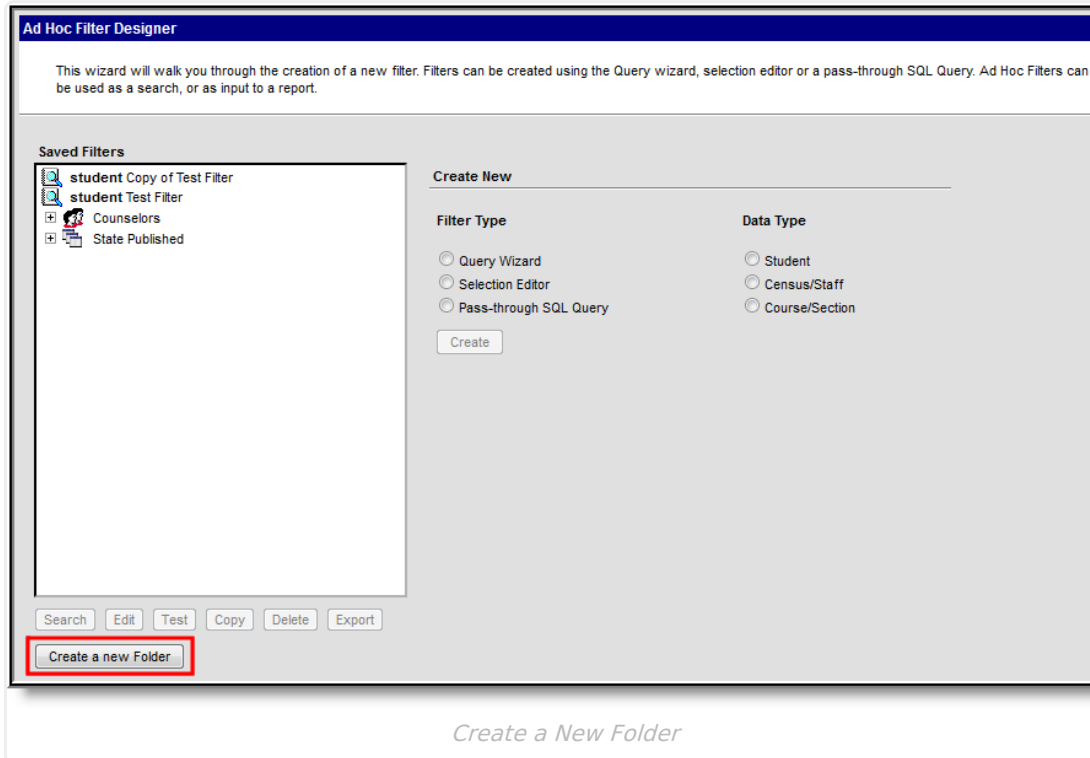 Ad Hoc Filter Designer
This wizard will walk you through the creation of a new filter. Filters can be created using the Query wizard, selection editor or a pass-through SQL Query. Ad Hoc Filters can
be used as a search, or as input to a report.
Saved Filters
student Copy of Test Filter
student Test Filter
Counselors
State Published
Create New
Filter Type
Data Type
Query Wizard
Student
Selection Editor
Census/Staff
Pass-through SQL Query
Course/Section
Create
Search Edit Test Copy Delete Export
Create a new Folder
Create a New Folder